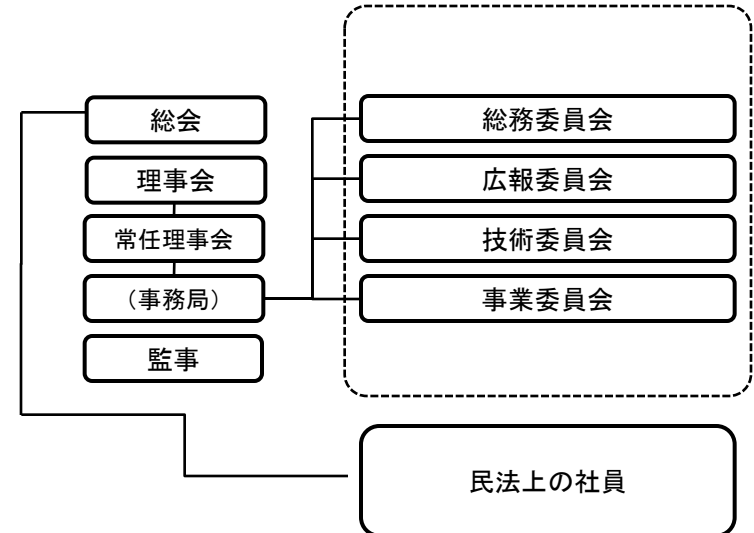 総会
理事会
常任理事会
（事務局）
監事
総務委員会
広報委員会
技術委員会
事業委員会
民法上の社員